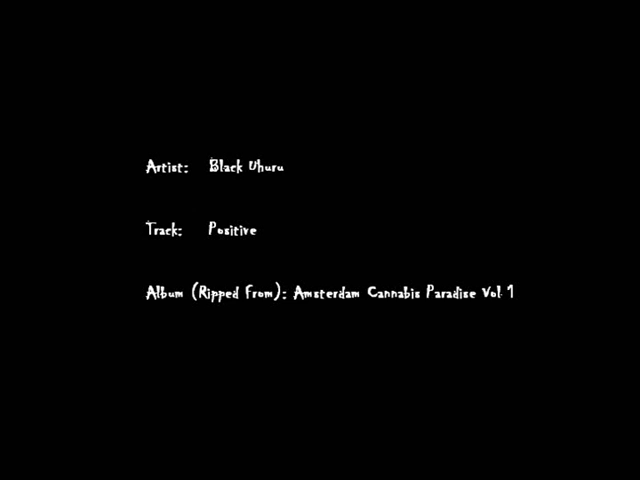 Artist: Black Uhuru
Track: Positive
Album (Ripped From): Amsterdam Cannabis Paradise Vol 1